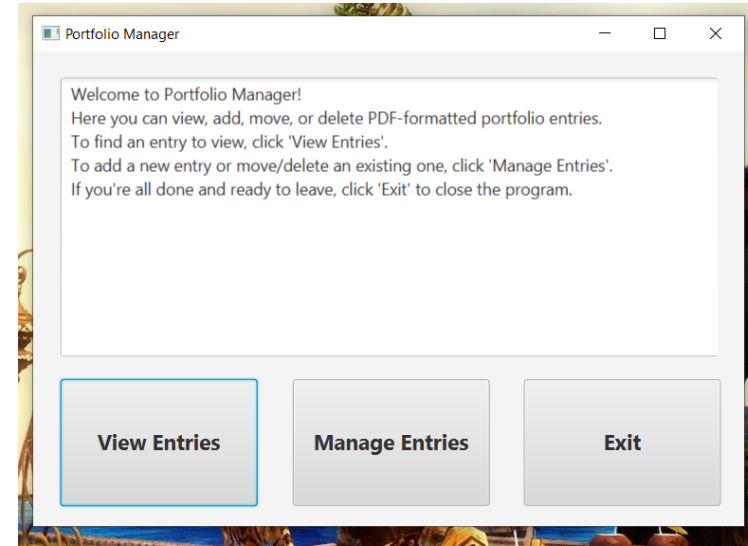 Portfolio Manager
Welcome to Portfolio Manager!
Here you can view, add, move, or delete PDF-formatted portfolio entries.
To find an entry to view, click 'View Entries'.
To add a new entry or move/delete an existing one, click 'Manage Entries'.
If you're all done and ready to leave, click 'Exit' to close the program.
View Entries
Manage Entries
Exit